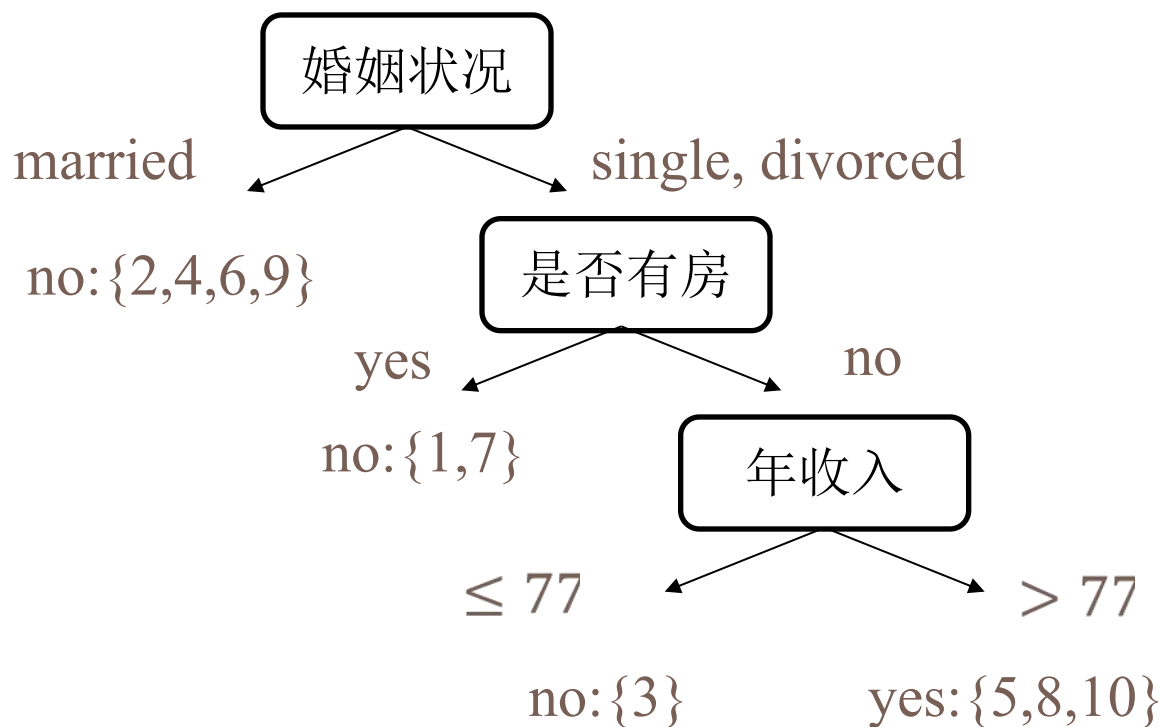 婚姻状况
married
single, divorced
no:{2,4,6,9}
是否有房
yes
no
no:{1,7}
年收入
≤ 77
> 77
no:{3}
yes:{5,8,10}